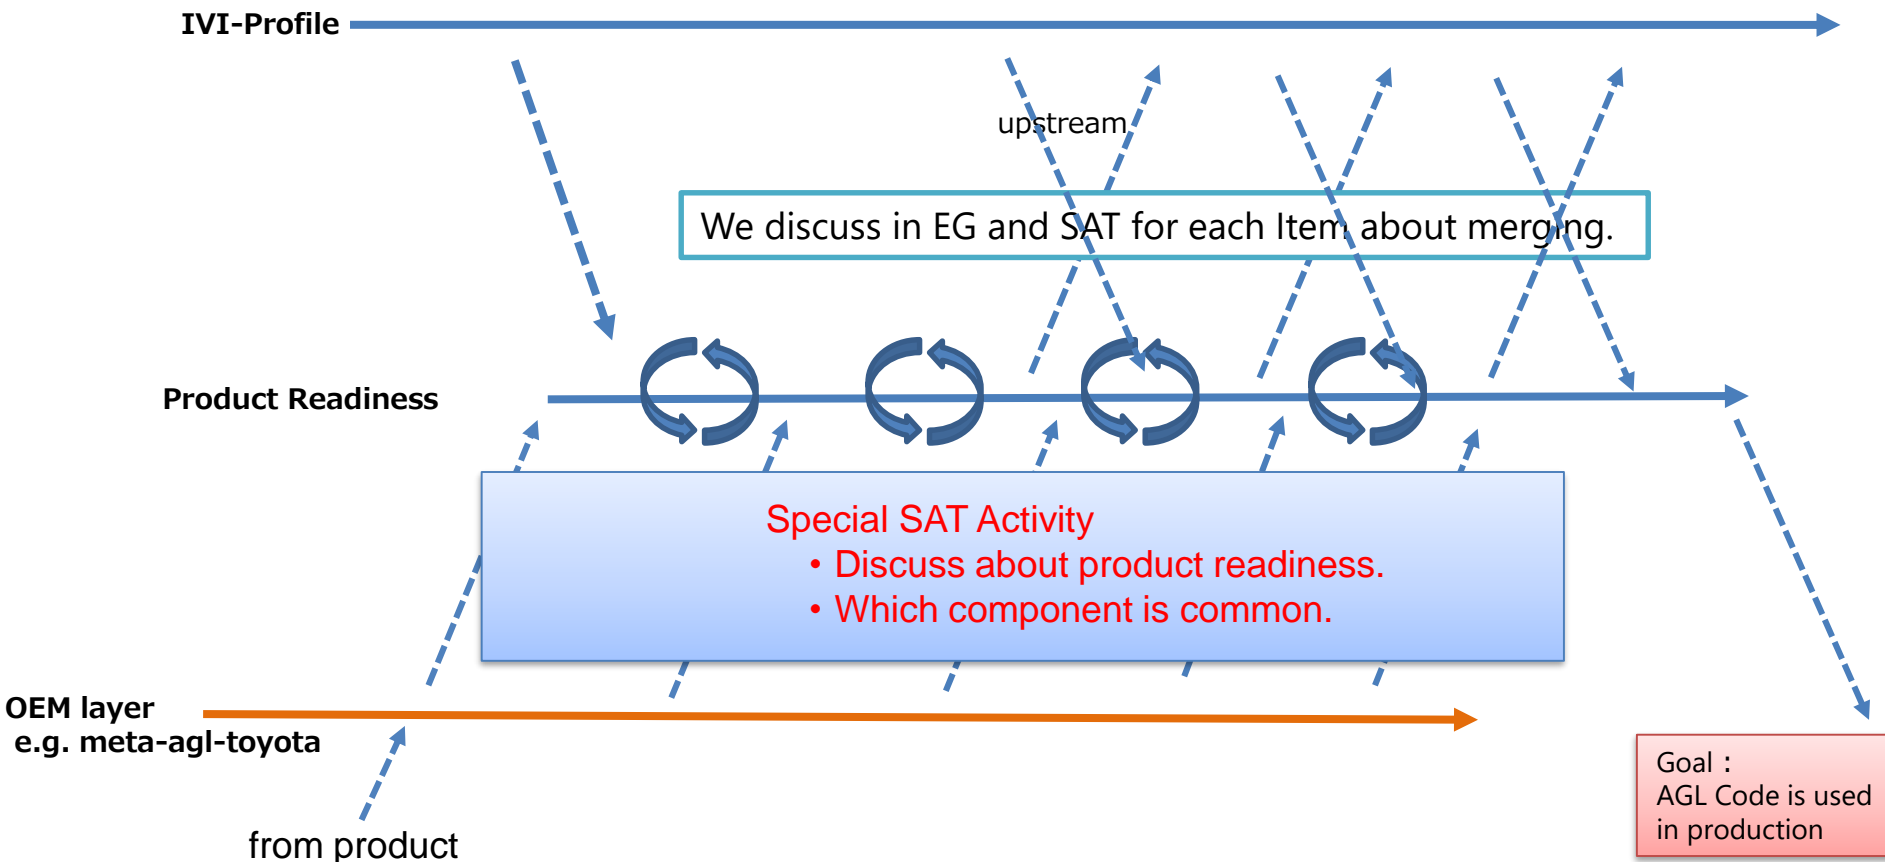 IVI-Profile
upstream
We discuss in EG and SAT for each Item about merging.
Product Readiness
Special SAT Activity
• Discuss about product readiness.
• Which component is common.
OEM layer
e.g. meta-agl-toyota
from product
Goal：
AGL Code is used
in production